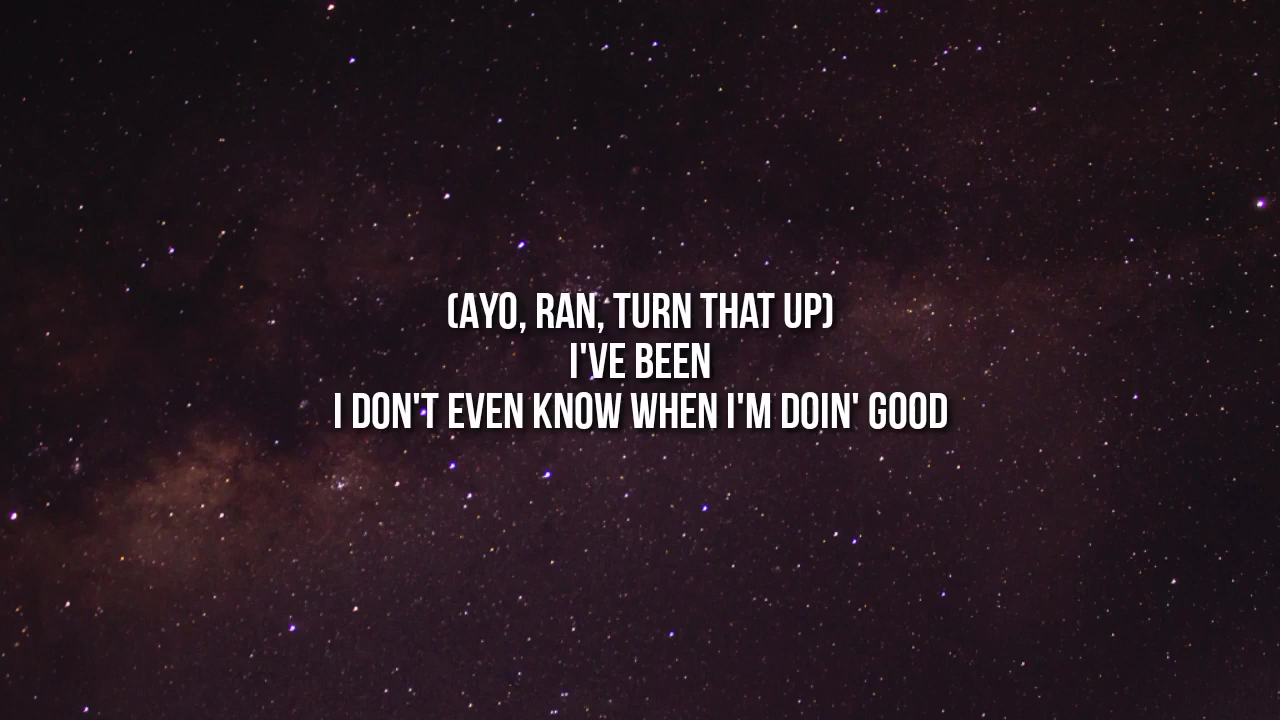 (AYO, RAN, TURN THAT UP)
I'VE BEEN
I DON'T EVEN KNOW WHEN I'M DOIN' GOOD